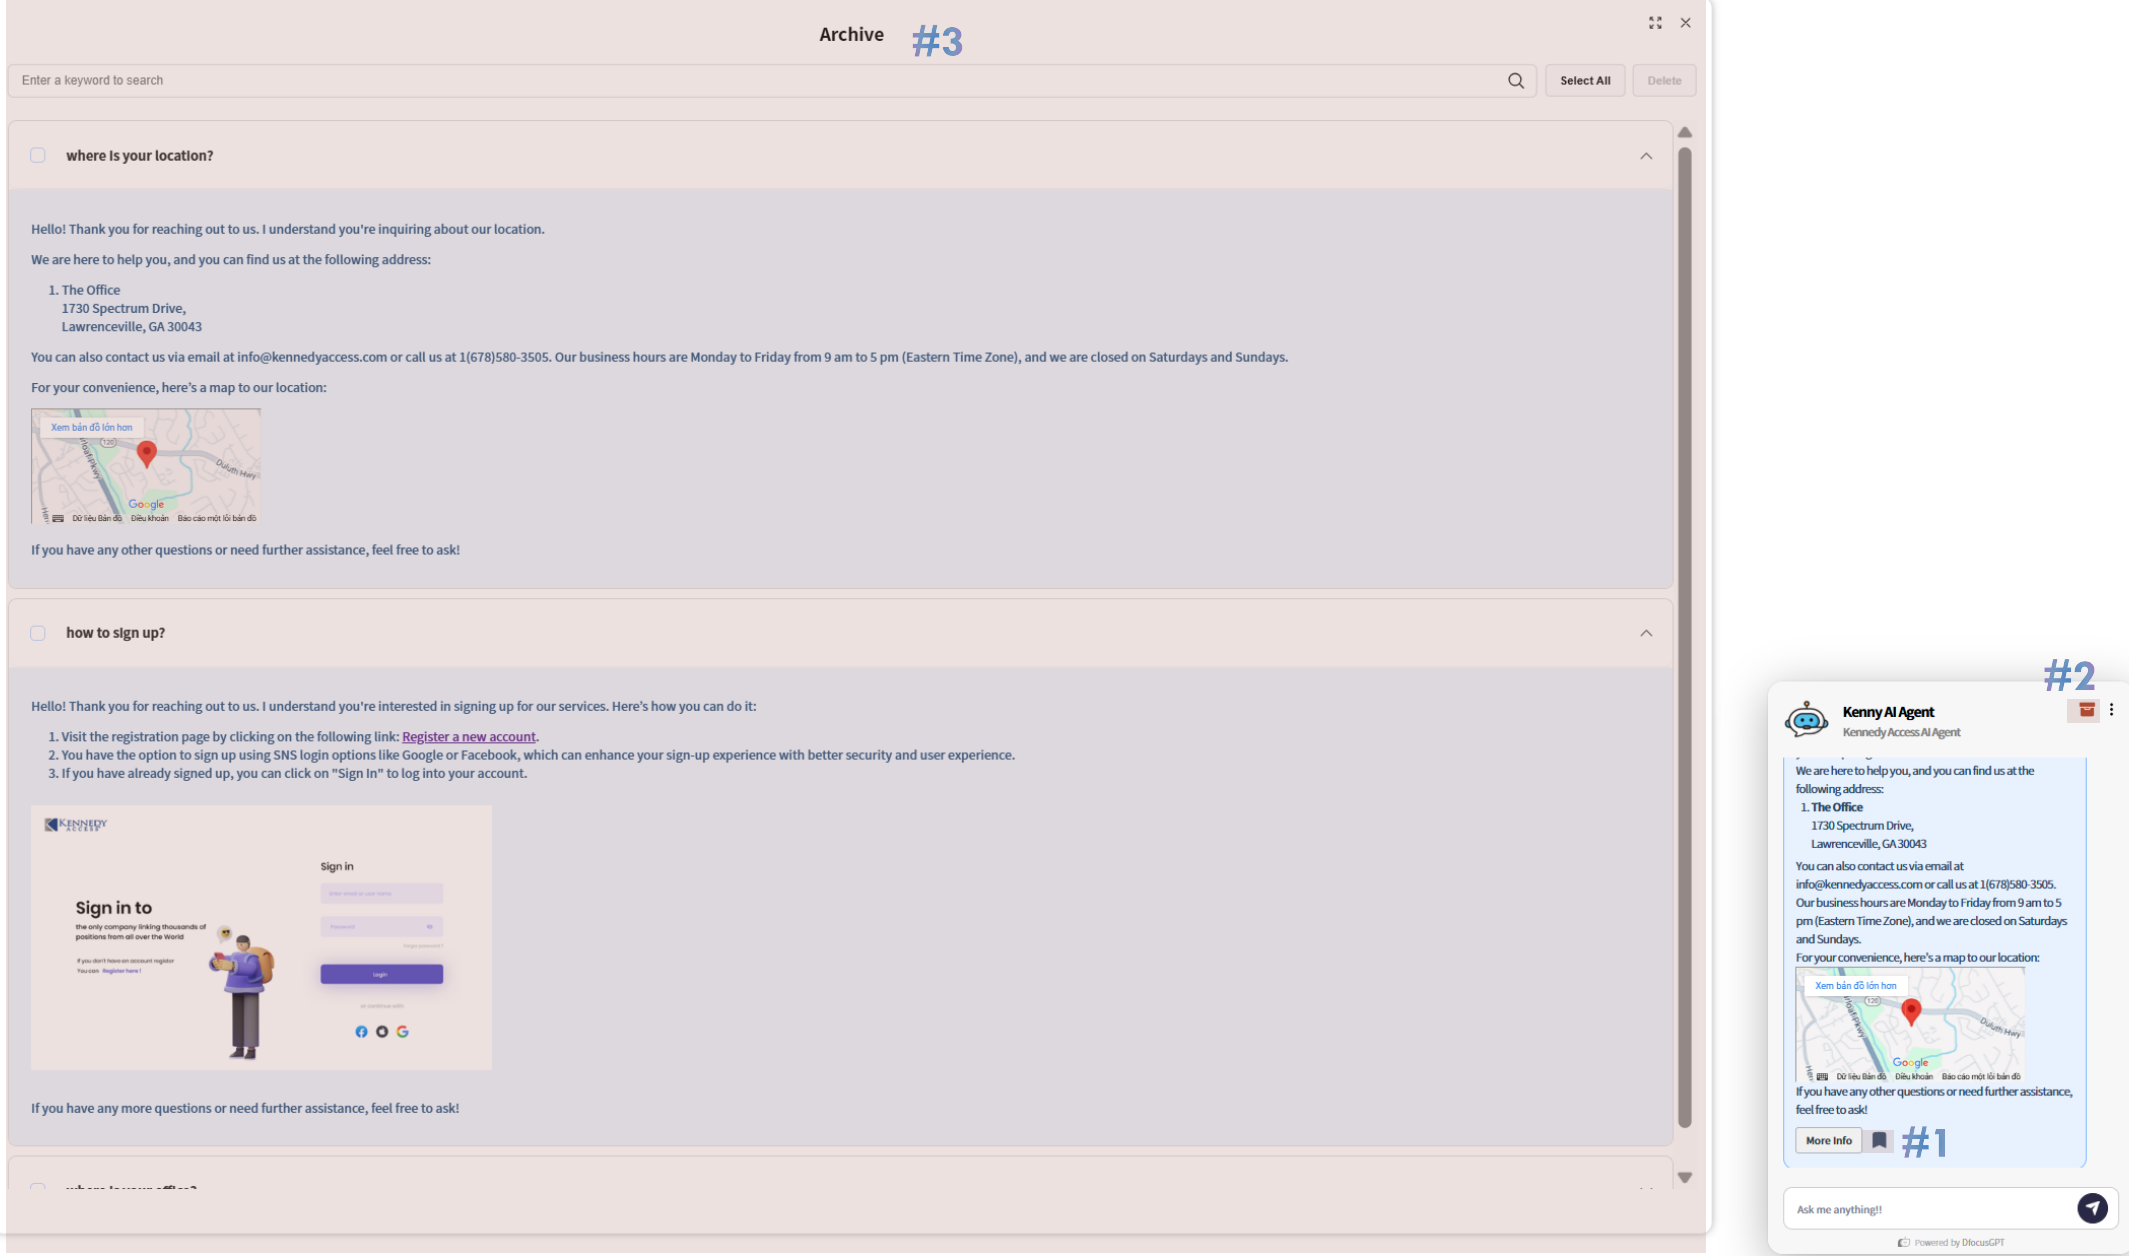 Archive #3
Enter a keyword to search
Select All
Delete
where is your location?
Hello! Thank you for reaching out to us. I understand you're inquiring about our location.
We are here to help you, and you can find us at the following address:
1. The Office
1730 Spectrum Drive,
Lawrenceville, GA 30043
You can also contact us via email at info@kennedyaccess.com or call us at 1(678)580-3505. Our business hours are Monday to Friday from 9 am to 5 pm (Eastern Time Zone), and we are closed on Saturdays and Sundays.
For your convenience, here's a map to our location:
Xem bản đồ lớn hơn
120
Duluth Hwy
Google
Dữ liệu Bản đồ Điều khoản Báo cáo một lỗi bản đồ
If you have any other questions or need further assistance, feel free to ask!
how to sign up?
Hello! Thank you for reaching out to us. I understand you're interested in signing up for our services. Here's how you can do it:
1. Visit the registration page by clicking on the following link: Register a new account.
2. You have the option to sign up using SNS login options like Google or Facebook, which can enhance your sign-up experience with better security and user experience.
3. If you have already signed up, you can click on "Sign In" to log into your account.
KENNEDY
ACCESS
Sign in to
the only company linking thousands of
positions from all over the World
If you don't have an account register
You can Register here !
Sign in
Enter email or user name
Password
Forgot password?
Login
or continue with
If you have any more questions or need further assistance, feel free to ask!
where is your office?
#2
Kenny AI Agent
Kennedy Access AI Agent
We are here to help you, and you can find us at the
following address:
1. The Office
1730 Spectrum Drive,
Lawrenceville, GA 30043
You can also contact us via email at
info@kennedyaccess.com or call us at 1(678)580-3505.
Our business hours are Monday to Friday from 9 am to 5
pm (Eastern Time Zone), and we are closed on Saturdays
and Sundays.
For your convenience, here's a map to our location:
Xem bản đồ lớn hơn
120
Duluth Hwy
Google
Dữ liệu Bản đồ Điều khoản Báo cáo một lỗi bản đồ
If you have any other questions or need further assistance,
feel free to ask!
More Info #1
Ask me anything!!
Powered by DfocusGPT